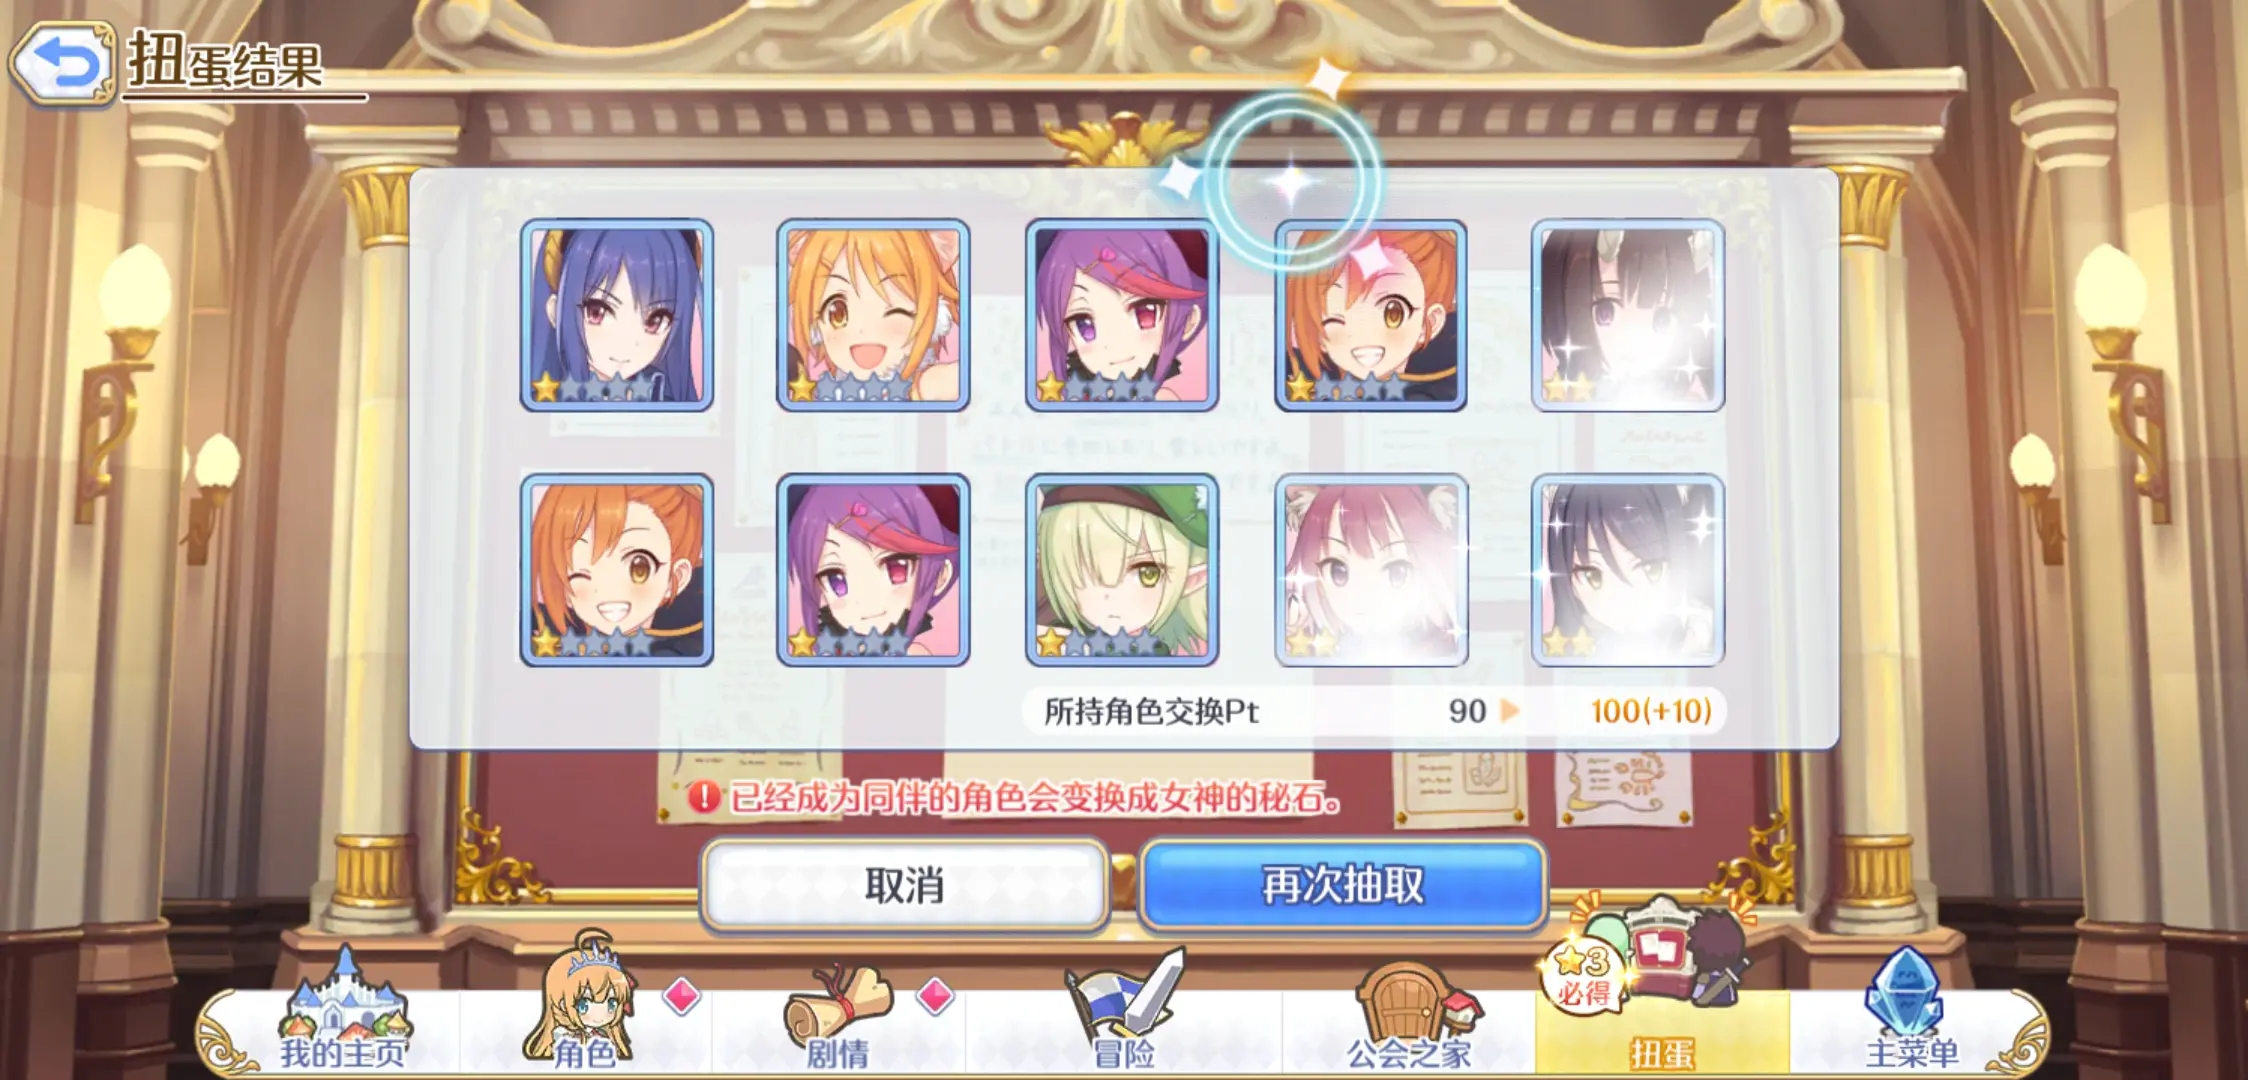 扭蛋结果
所持角色交换Pt 90 100(+10)
已经成为同伴的角色会变换成女神的秘石。
取消
再次抽取
3
必得
我的主页
角色
剧情
冒险
公会之家
扭蛋
主菜单